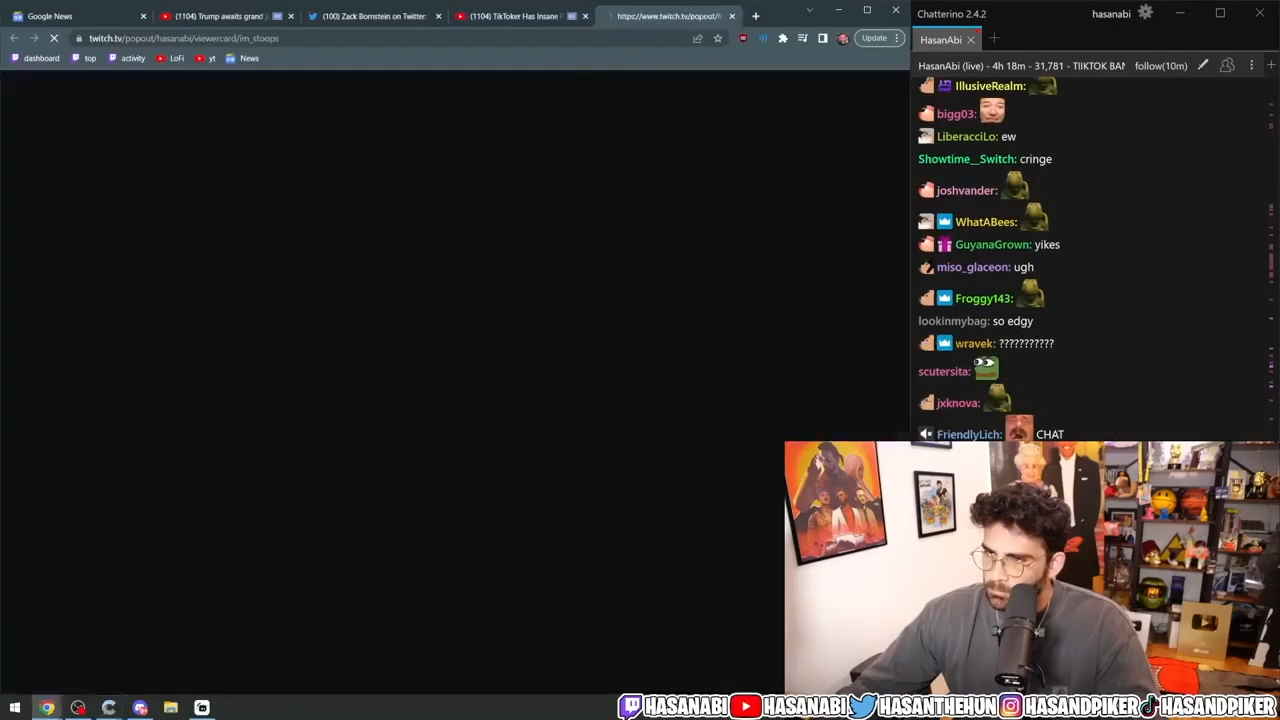 Google News
(1104) Trump awaits grand j
(100) Zack Bornstein on Twitter:
(1104) TikToker Has Insane F
https://www.twitch.tv/popout/
twitch.tv/popout/hasanabi/viewercard/im_stoops
Update
dashboard
top
activity
LoFi
yt
News
Chatterino 2.4.2
hasanabi
HasanAbi
HasanAbi (live) - 4h 18m - 31,781 - TIIKTOK BAN
follow(10m)
IllusiveRealm:
bigg03:
LiberacciLo: ew
Showtime__Switch: cringe
joshvander:
WhatABees:
GuyanaGrown: yikes
miso_glaceon: ugh
Froggy143:
lookinmybag: so edgy
wravek: ???????????
scutersita:
jxknova:
FriendlyLich: CHAT
HASANABI
HASANABI
HASANTHEHUN
HASANDPIKER
HASANDPIKER